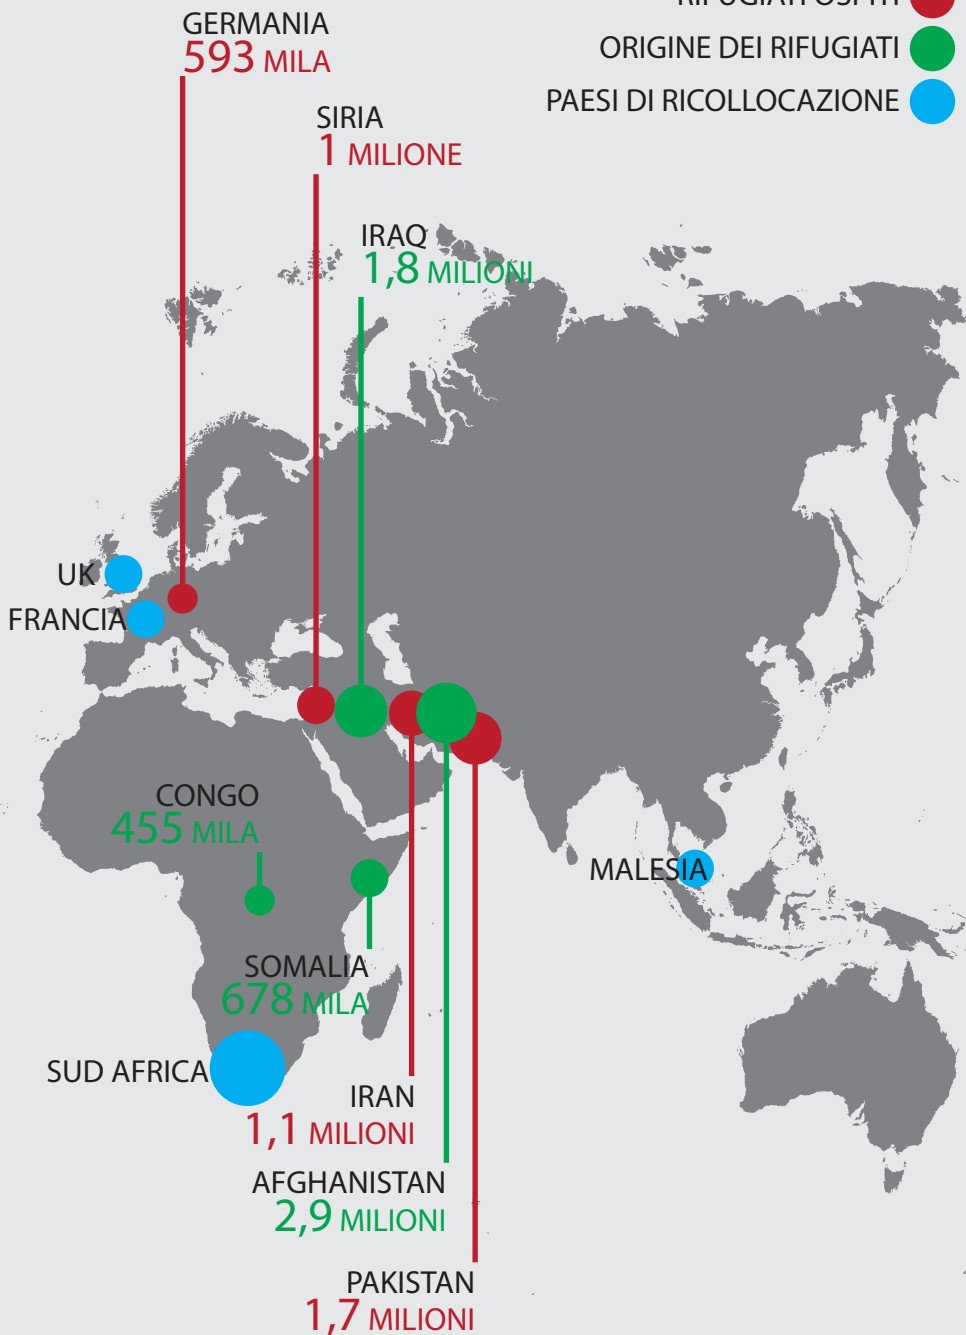 GERMANIA
593 MILA
ORIGINE DEI RIFUGIATI
PAESI DI RICOLLOCAZIONE
SIRIA
1 MILIONE
IRAQ
1,8 MILIONI
UK
FRANCIA
CONGO
455 MILA
MALESIA
SOMALIA
678 MILA
SUD AFRICA
IRAN
1,1 MILIONI
AFGHANISTAN
2,9 MILIONI
PAKISTAN
1,7 MILIONI